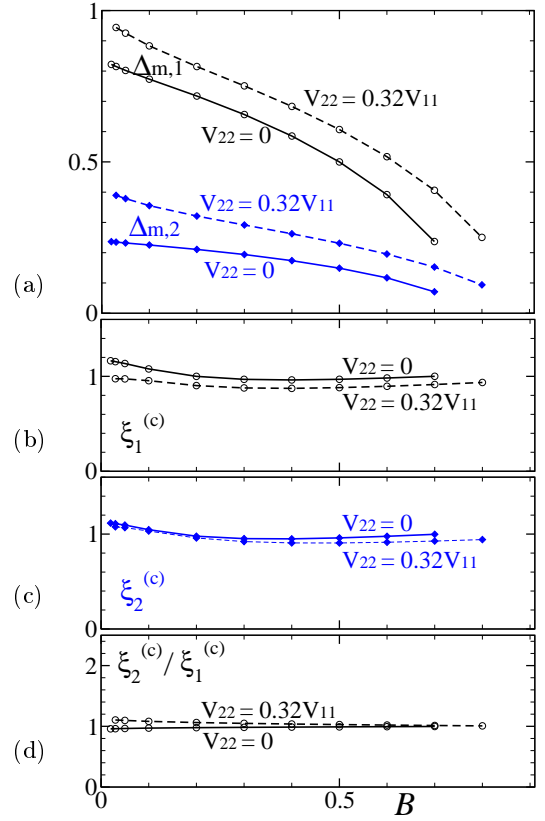 1
Δm,1
V22 = 0.32V11
V22 = 0
0.5
V22 = 0.32V11
Δm,2
V22 = 0
(a)
0
V22 = 0
1
V22 = 0.32V11
(b)
ξ1(c)
0
V22 = 0
1
V22 = 0.32V11
(c)
ξ2(c)
0
ξ2(c) / ξ1(c)
2
V22 = 0.32V11
1
V22 = 0
(d)
0
0
0.5
B